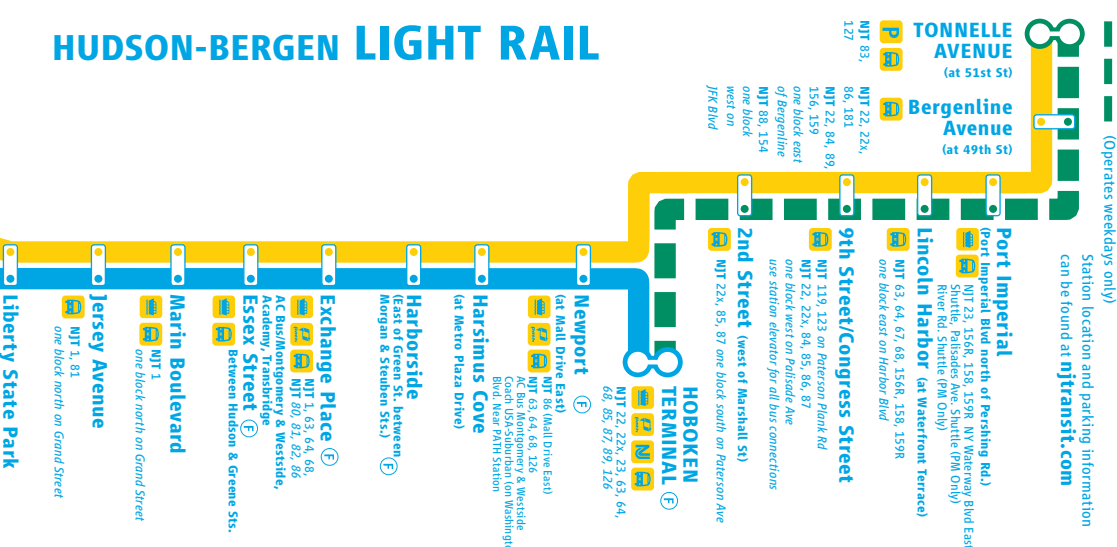 HUDSON-BERGEN LIGHT RAIL
P
TONNELLE
AVENUE
(at 51st St)
NJT 83,
127
Bergenline
Avenue
(at 49th St)
NJT 22, 22x,
86, 181
NJT 22, 84, 89,
156, 159
one block east
of Bergenline
NJT 88, 154
one block
west on
JFK Blvd
(Operates weekdays only)
Station location and parking information
can be found at njtransit.com
Port Imperial
(Port Imperial Blvd north of Pershing Rd.)
NJT 23, 156R, 158, 159R NY Waterway Blvd East
Shuttle, Palisades Ave. Shuttle (PM Only)
River Rd. Shuttle (PM Only)
Lincoln Harbor (at Waterfront Terrace)
NJT 63, 64, 67, 68, 156R, 158, 159R
one block east on Harbor Blvd
9th Street/Congress Street
NJT 119, 123 on Paterson Plank Rd
NJT 22, 22x, 84, 85, 86, 87
one block west on Palisade Ave
use station elevator for all bus connections
2nd Street (west of Marshall St)
NJT 22x, 85, 87 one block south on Paterson Ave
HOBOKEN
TERMINAL F
NJT 22, 22x, 23, 63, 64,
68, 85, 87, 89, 126
Newport F
(at Mall Drive East)
NJT 86 (Mall Drive East)
NJT 63, 64, 68, 126
AC Bus Montgomery & Westside
Coach USA-Suburban (on Washingto
Blvd. Near PATH Station
Harsimus Cove
(at Metro Plaza Drive)
Harborside
(East of Green St. between F
Morgan & Steuben Sts.)
Exchange Place F
NJT 1, 63, 64, 68,
NJT 80, 81, 82, 86
AC Bus/Montgomery & Westside,
Academy, Transbridge
Essex Street F
Between Hudson & Greene Sts.
Marin Boulevard
NJT 1
one block north on Grand Street
Jersey Avenue
NJT 1, 81
one block north on Grand Street
Liberty State Park